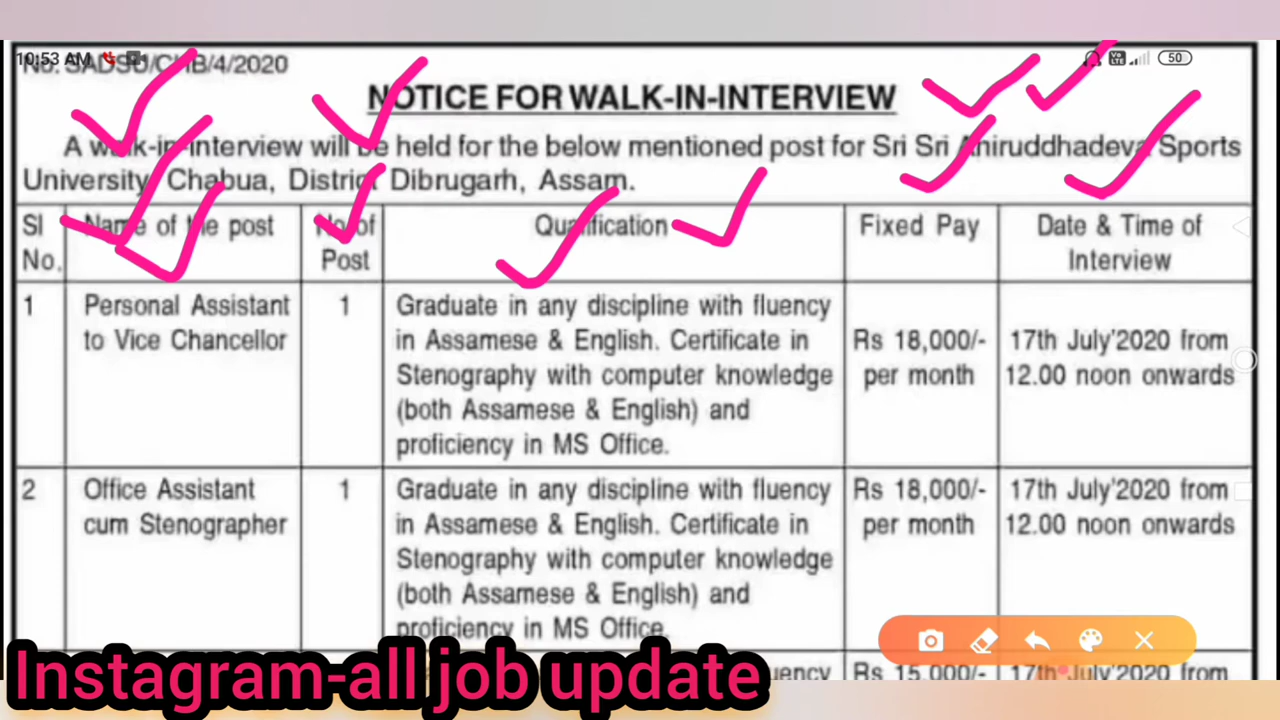 10:53 AM
50
No. SADSU/CHB/4/2020
NOTICE FOR WALK-IN-INTERVIEW
A walk-in-interview will be held for the below mentioned post for Sri Sri Aniruddhadeva Sports
University, Chabua, District Dibrugarh, Assam.
Sl No.
Name of the post
No of Post
Qualification
Fixed Pay
Date & Time of Interview
1
Personal Assistant
to Vice Chancellor
1
Graduate in any discipline with fluency
in Assamese & English. Certificate in
Stenography with computer knowledge
(both Assamese & English) and
proficiency in MS Office.
Rs 18,000/-
per month
17th July'2020 from
12.00 noon onwards
2
Office Assistant
cum Stenographer
1
Graduate in any discipline with fluency
in Assamese & English. Certificate in
Stenography with computer knowledge
(both Assamese & English) and
proficiency in MS Office.
Rs 18,000/-
per month
17th July'2020 from
12.00 noon onwards
Rs 15,000/-
17th July'2020 from
Instagram-all job update